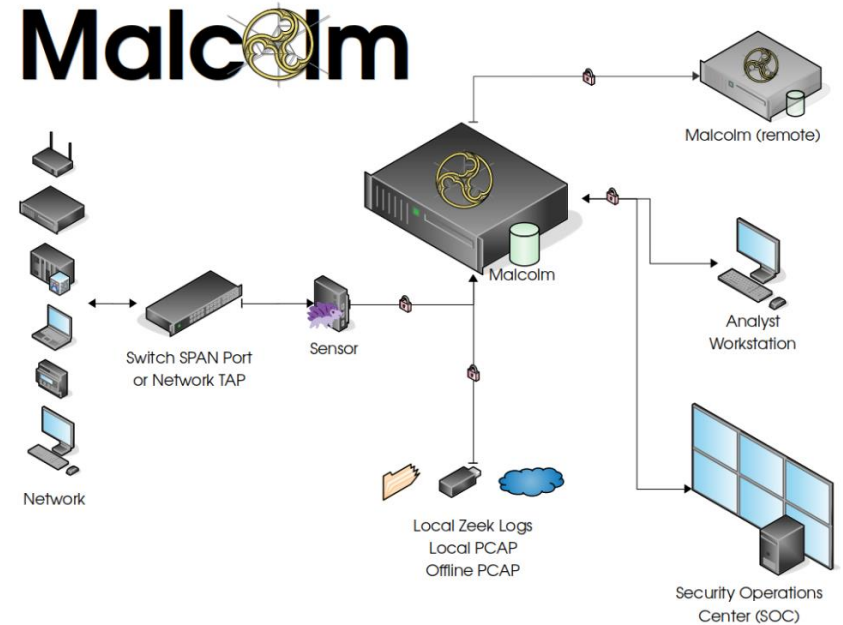 Malcolm
Malcolm (remote)
Malcolm
Analyst
Workstation
Switch SPAN Port
or Network TAP
Sensor
Network
Local Zeek Logs
Local PCAP
Offline PCAP
Security Operations
Center (SOC)